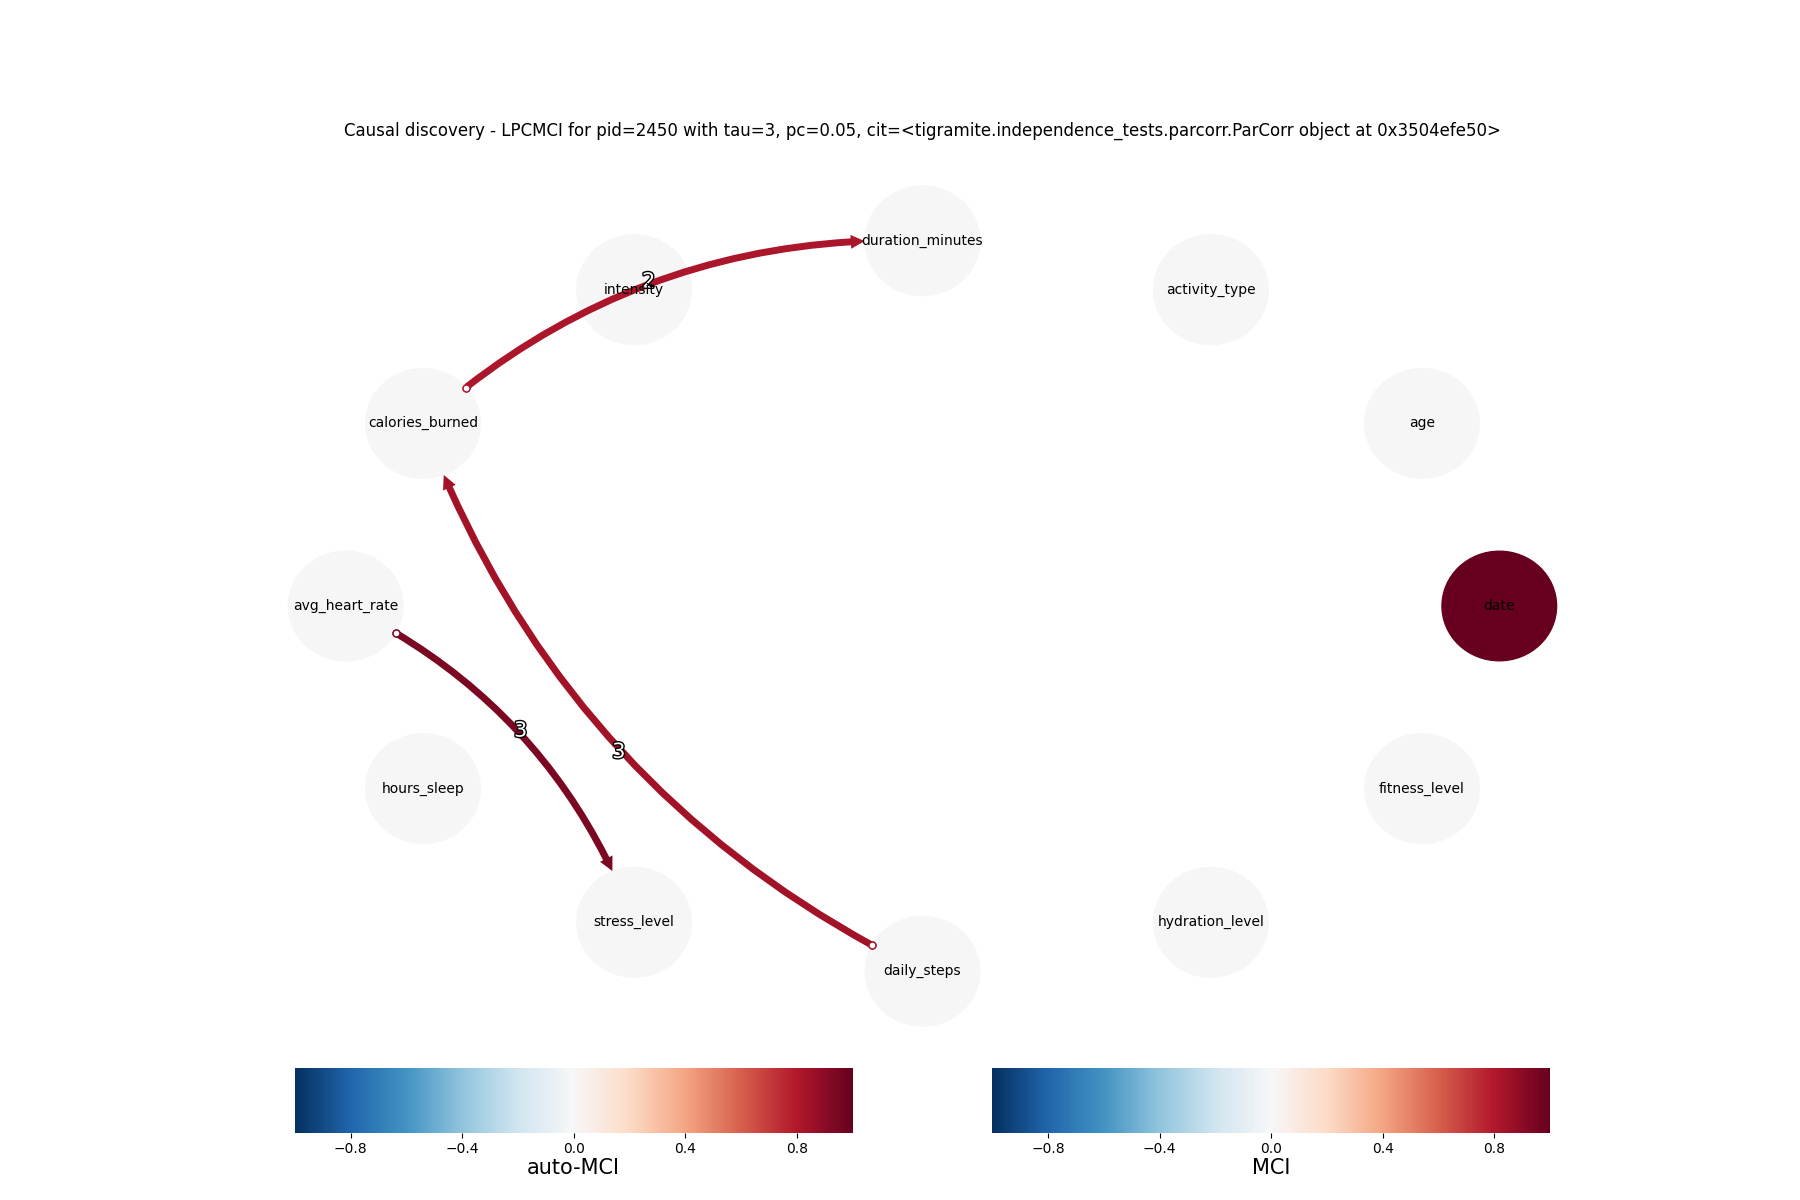 Causal discovery - LPCMCI for pid=2450 with tau=3, pc=0.05, cit=<tigramite.independence_tests.parcorr.ParCorr object at 0x3504efe50>
duration_minutes
2
intensity
activity_type
calories_burned
age
avg_heart_rate
date
3
3
hours_sleep
fitness_level
stress_level
hydration_level
daily_steps
−0.8 −0.4 0.0 0.4 0.8
auto-MCI
−0.8 −0.4 0.0 0.4 0.8
MCI